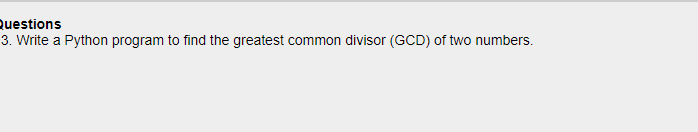 Questions
3. Write a Python program to find the greatest common divisor (GCD) of two numbers.